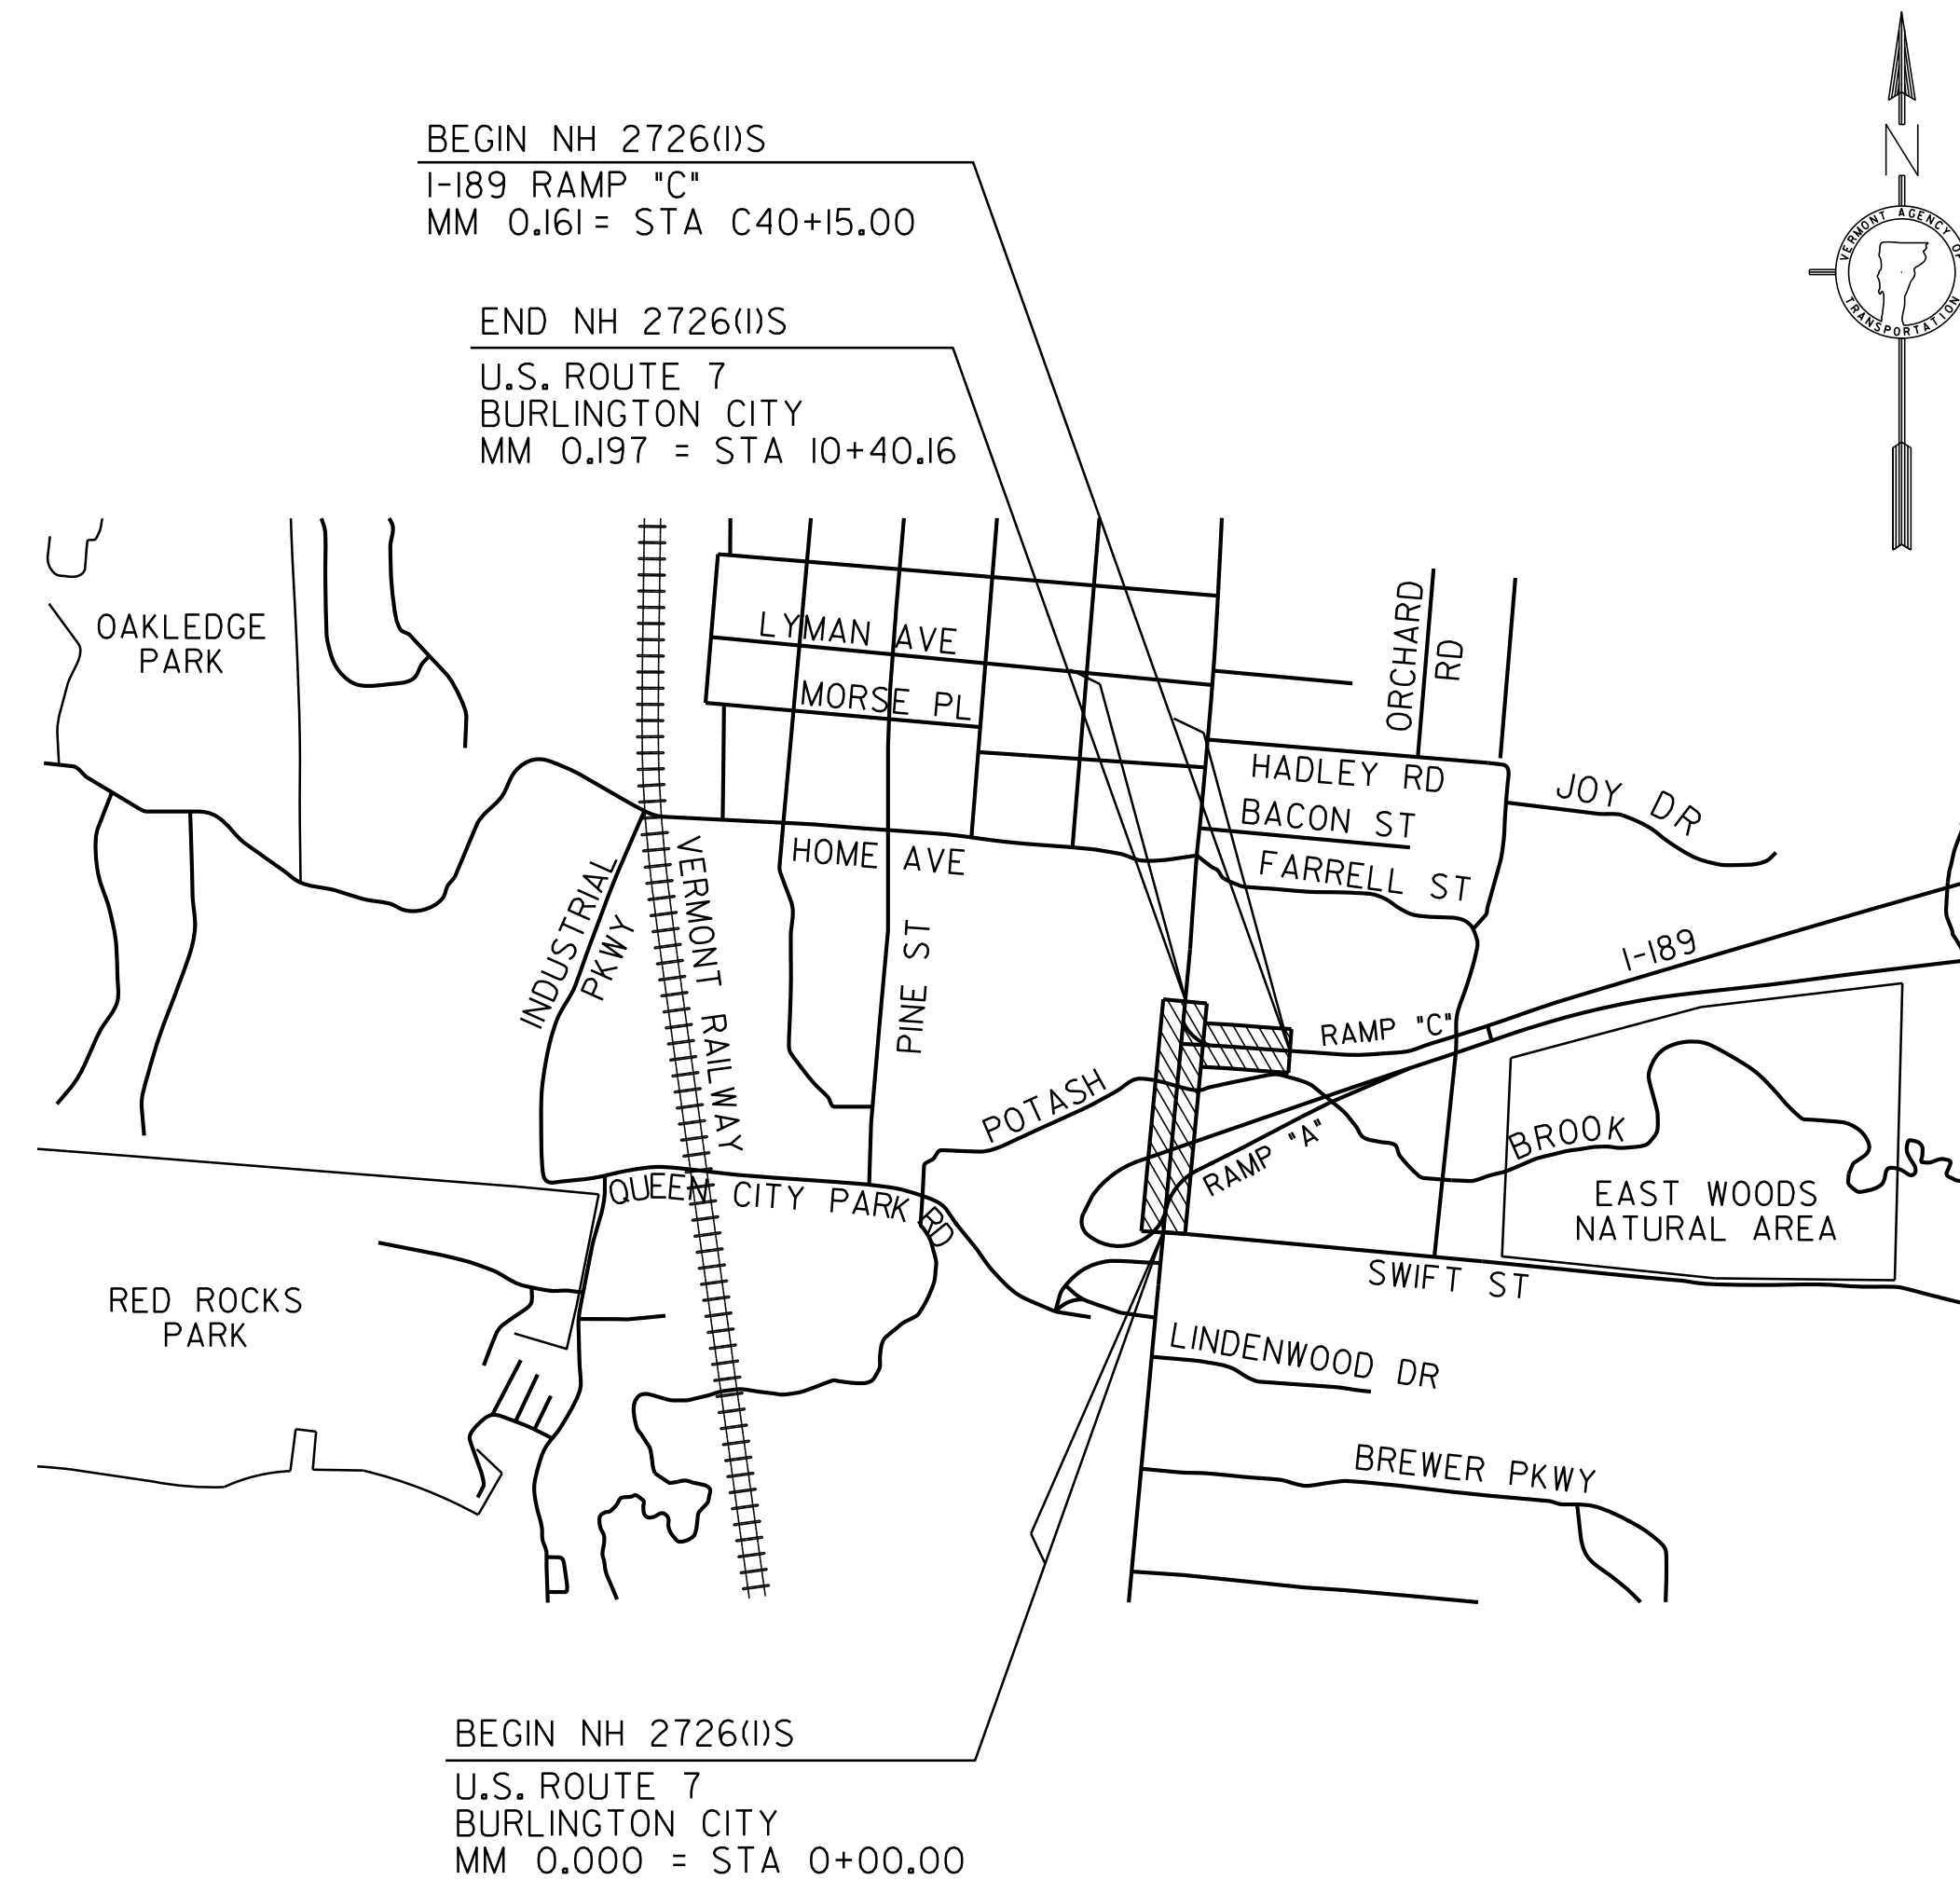 BEGIN NH 2726(1)S
I-189 RAMP "C"
MM 0.161 = STA C40+15.00
N
VERMONT AGENCY OF
TRANSPORTATION
END NH 2726(1)S
U.S. ROUTE 7
BURLINGTON CITY
MM 0.197 = STA 10+40.16
OAKLEDGE
PARK
LYMAN AVE
MORSE PL
ORCHARD
RD
HADLEY RD
JOY DR
BACON ST
HOME AVE
FARRELL ST
INDUSTRIAL
PKWY
VERMONT RAILWAY
PINE ST
I-189
RAMP "C"
POTASH
BROOK
RAMP "A"
QUEEN CITY PARK RD
EAST WOODS
NATURAL AREA
SWIFT ST
RED ROCKS
PARK
LINDENWOOD DR
BREWER PKWY
BEGIN NH 2726(1)S
U.S. ROUTE 7
BURLINGTON CITY
MM 0.000 = STA 0+00.00